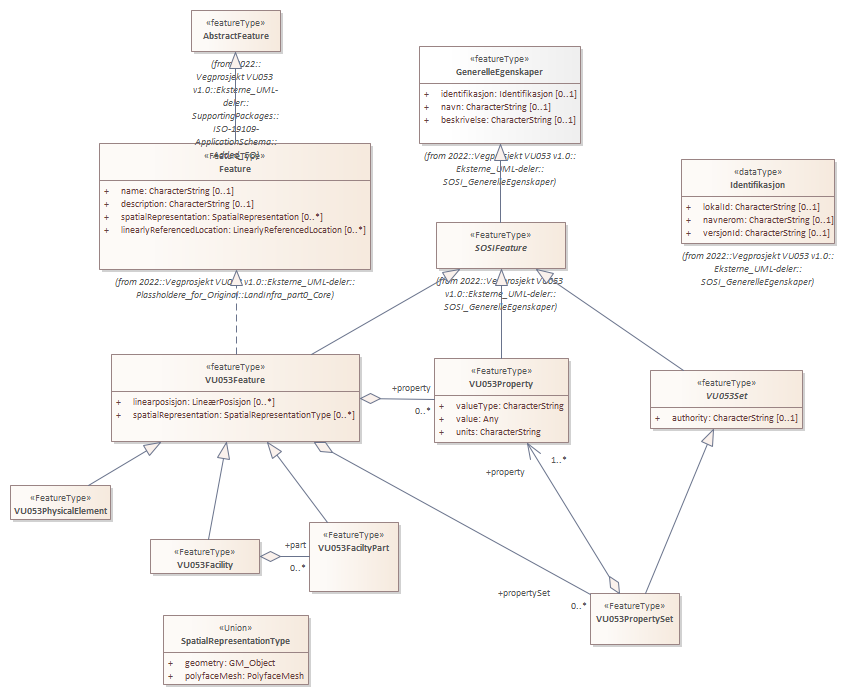 «featureType»
AbstractFeature
(from 2022::
Vegprosjekt VU053
v1.0::Eksterne_UML-
deler::
SupportingPackages::
ISO-19109-
ApplicationSchema::
«FeatureType»
Feature
+ name: CharacterString [0..1]
+ description: CharacterString [0..1]
+ spatialRepresentation: SpatialRepresentation [0..*]
+ linearlyReferencedLocation: LinearlyReferencedLocation [0..*]
(from 2022::Vegprosjekt VU053 v1.0::Eksterne_UML-deler::
Plassholdere_for_Original::LandInfra_part0_Core)
«featureType»
GenerelleEgenskaper
+ identifikasjon: Identifikasjon [0..1]
+ navn: CharacterString [0..1]
+ beskrivelse: CharacterString [0..1]
(from 2022::Vegprosjekt VU053 v1.0::
Eksterne_UML-deler::
SOSI_GenerelleEgenskaper)
«dataType»
Identifikasjon
+ lokalId: CharacterString [0..1]
+ navnerom: CharacterString [0..1]
+ versjonId: CharacterString [0..1]
(from 2022::Vegprosjekt VU053 v1.0::
Eksterne_UML-deler::
SOSI_GenerelleEgenskaper)
«FeatureType»
SOSIFeature
(from 2022::Vegprosjekt VU053
v1.0::Eksterne_UML-deler::
SOSI_GenerelleEgenskaper)
«featureType»
VU053Feature
+ linearposisjon: LineærPosisjon [0..*]
+ spatialRepresentation: SpatialRepresentationType [0..*]
+property
0..*
«FeatureType»
VU053Property
+ valueType: CharacterString
+ value: Any
+ units: CharacterString
«featureType»
VU053Set
+ authority: CharacterString [0..1]
1..*
+property
«FeatureType»
VU053PhysicalElement
«FeatureType»
VU053Facility
+part
0..*
«FeatureType»
VU053FaciltyPart
+propertySet
0..*
«FeatureType»
VU053PropertySet
«Union»
SpatialRepresentationType
+ geometry: GM_Object
+ polyfaceMesh: PolyfaceMesh